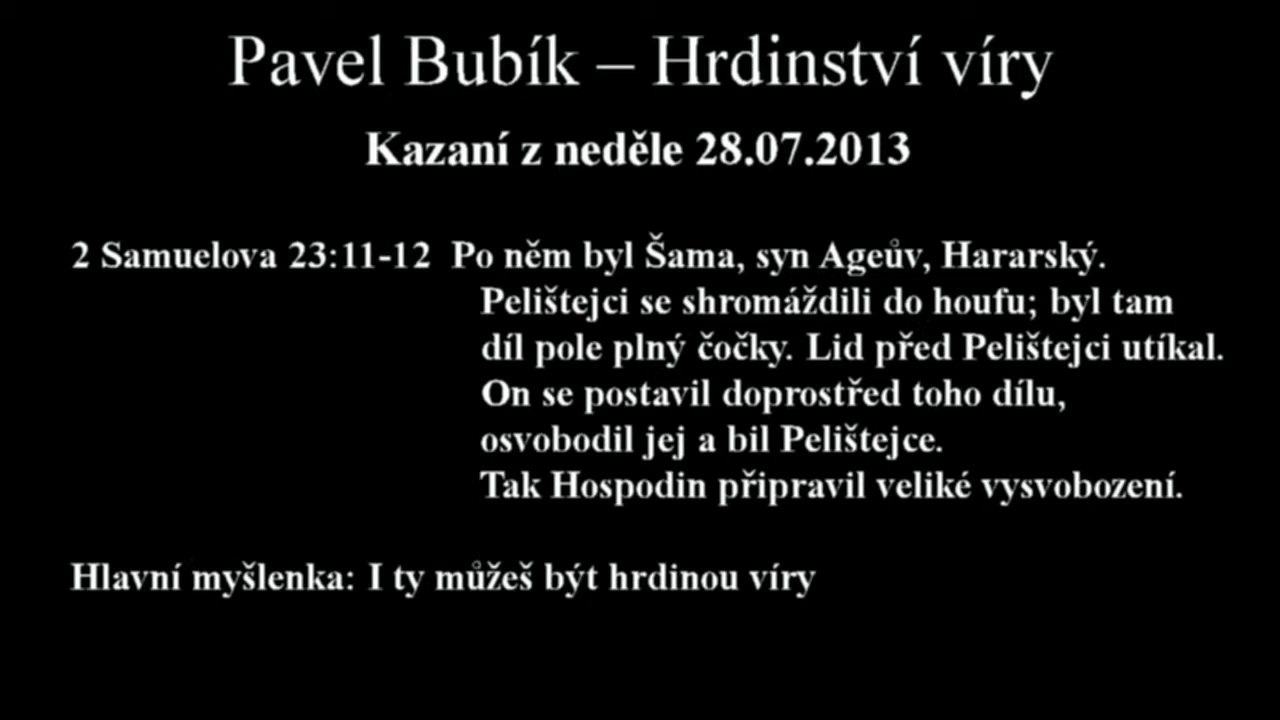 Pavel Bubík – Hrdinství víry
Kazaní z neděle 28.07.2013
2 Samuelova 23:11-12 Po něm byl Šama, syn Ageův, Hararský.
Pelištejci se shromáždili do houfu; byl tam
díl pole plný čočky. Lid před Pelištejci utíkal.
On se postavil doprostřed toho dílu,
osvobodil jej a bil Pelištejce.
Tak Hospodin připravil veliké vysvobození.
Hlavní myšlenka: I ty můžeš být hrdinou víry